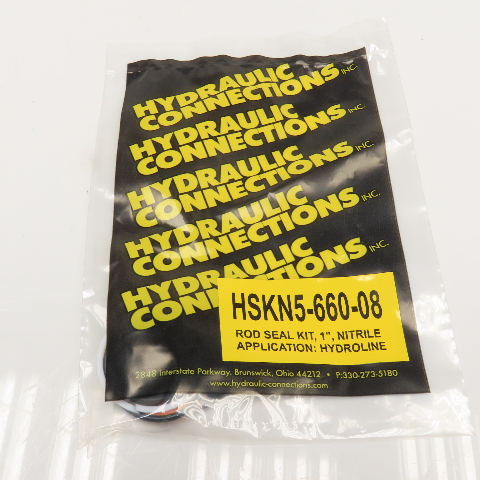 HYDRAULIC
CONNECTIONS INC.
HYDRAULIC
CONNECTIONS INC.
HYDRAULIC
CONNECTIONS INC.
HYDRAULIC
CONNECTIONS INC.
HYDRAULIC
CONNECTIONS INC.
HSKN5-660-08
ROD SEAL KIT, 1", NITRILE
APPLICATION: HYDROLINE
2848 Interstate Parkway, Brunswick, Ohio 44212 • P:330-273-5180
www.hydraulic-connections.com